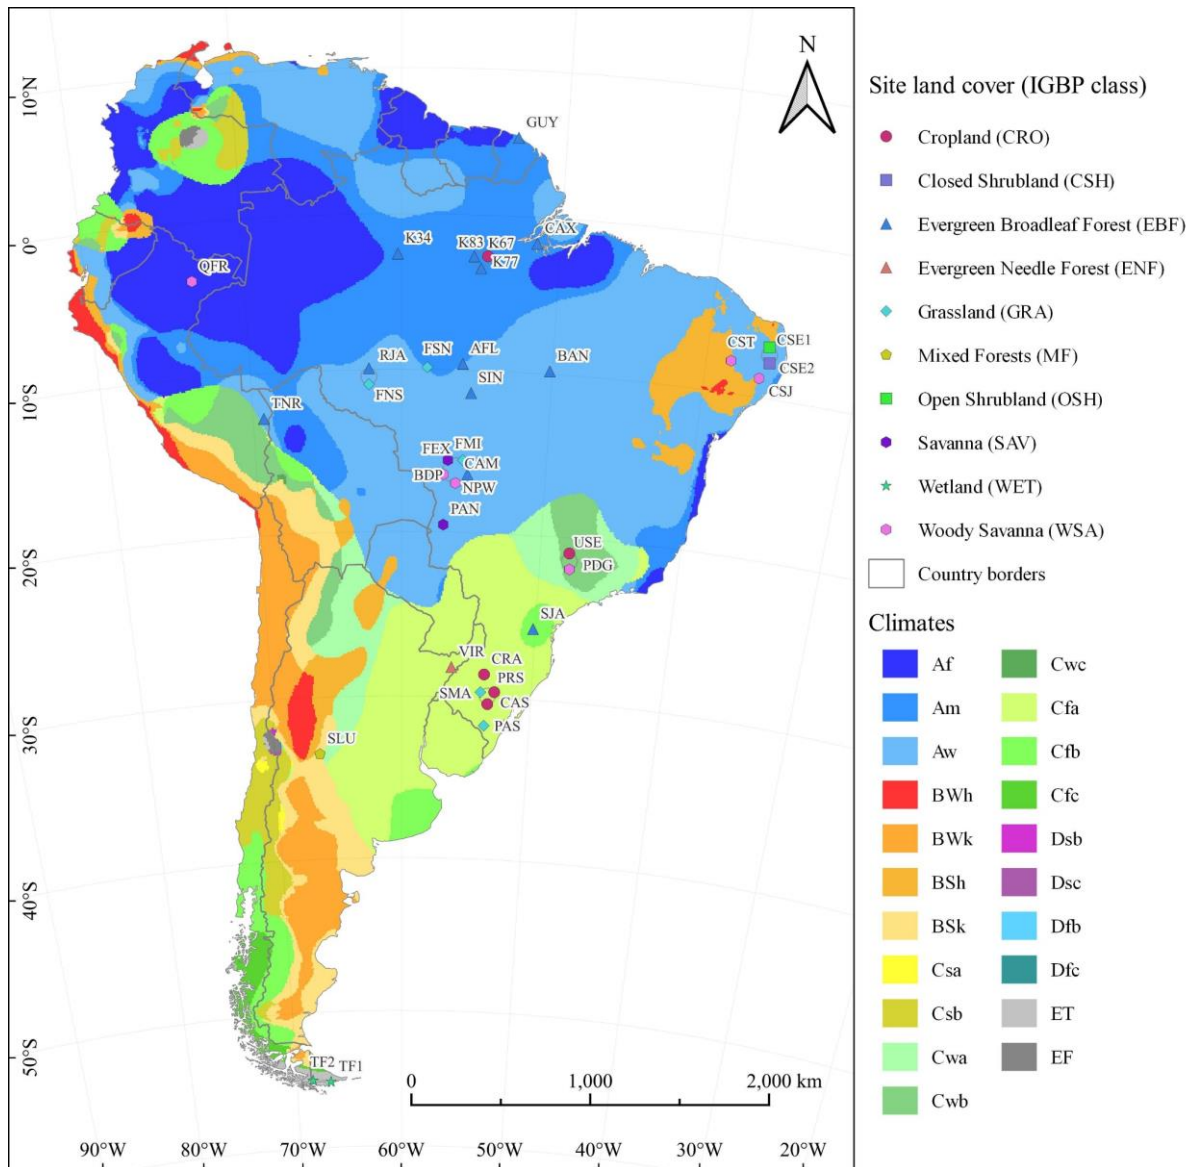 N
10°N
0°
10°S
20°S
30°S
40°S
50°S
90°W
80°W
70°W
60°W
50°W
40°W
30°W
20°W
GUY
CAX
K34
K83
K67
K77
QFR
RJA
FSN
AFL
BAN
CST
CSE1
CSE2
CSJ
SIN
FNS
TNR
FEX
FMI
CAM
BDP
NPW
PAN
USE
PDG
SJA
VIR
CRA
PRS
SMA
CAS
PAS
SLU
TF2
TF1
0
1,000
2,000 km
Site land cover (IGBP class)
Cropland (CRO)
Closed Shrubland (CSH)
Evergreen Broadleaf Forest (EBF)
Evergreen Needle Forest (ENF)
Grassland (GRA)
Mixed Forests (MF)
Open Shrubland (OSH)
Savanna (SAV)
Wetland (WET)
Woody Savanna (WSA)
Country borders
Climates
Af
Am
Aw
BWh
BWk
BSh
BSk
Csa
Csb
Cwa
Cwb
Cwc
Cfa
Cfb
Cfc
Dsb
Dsc
Dfb
Dfc
ET
EF